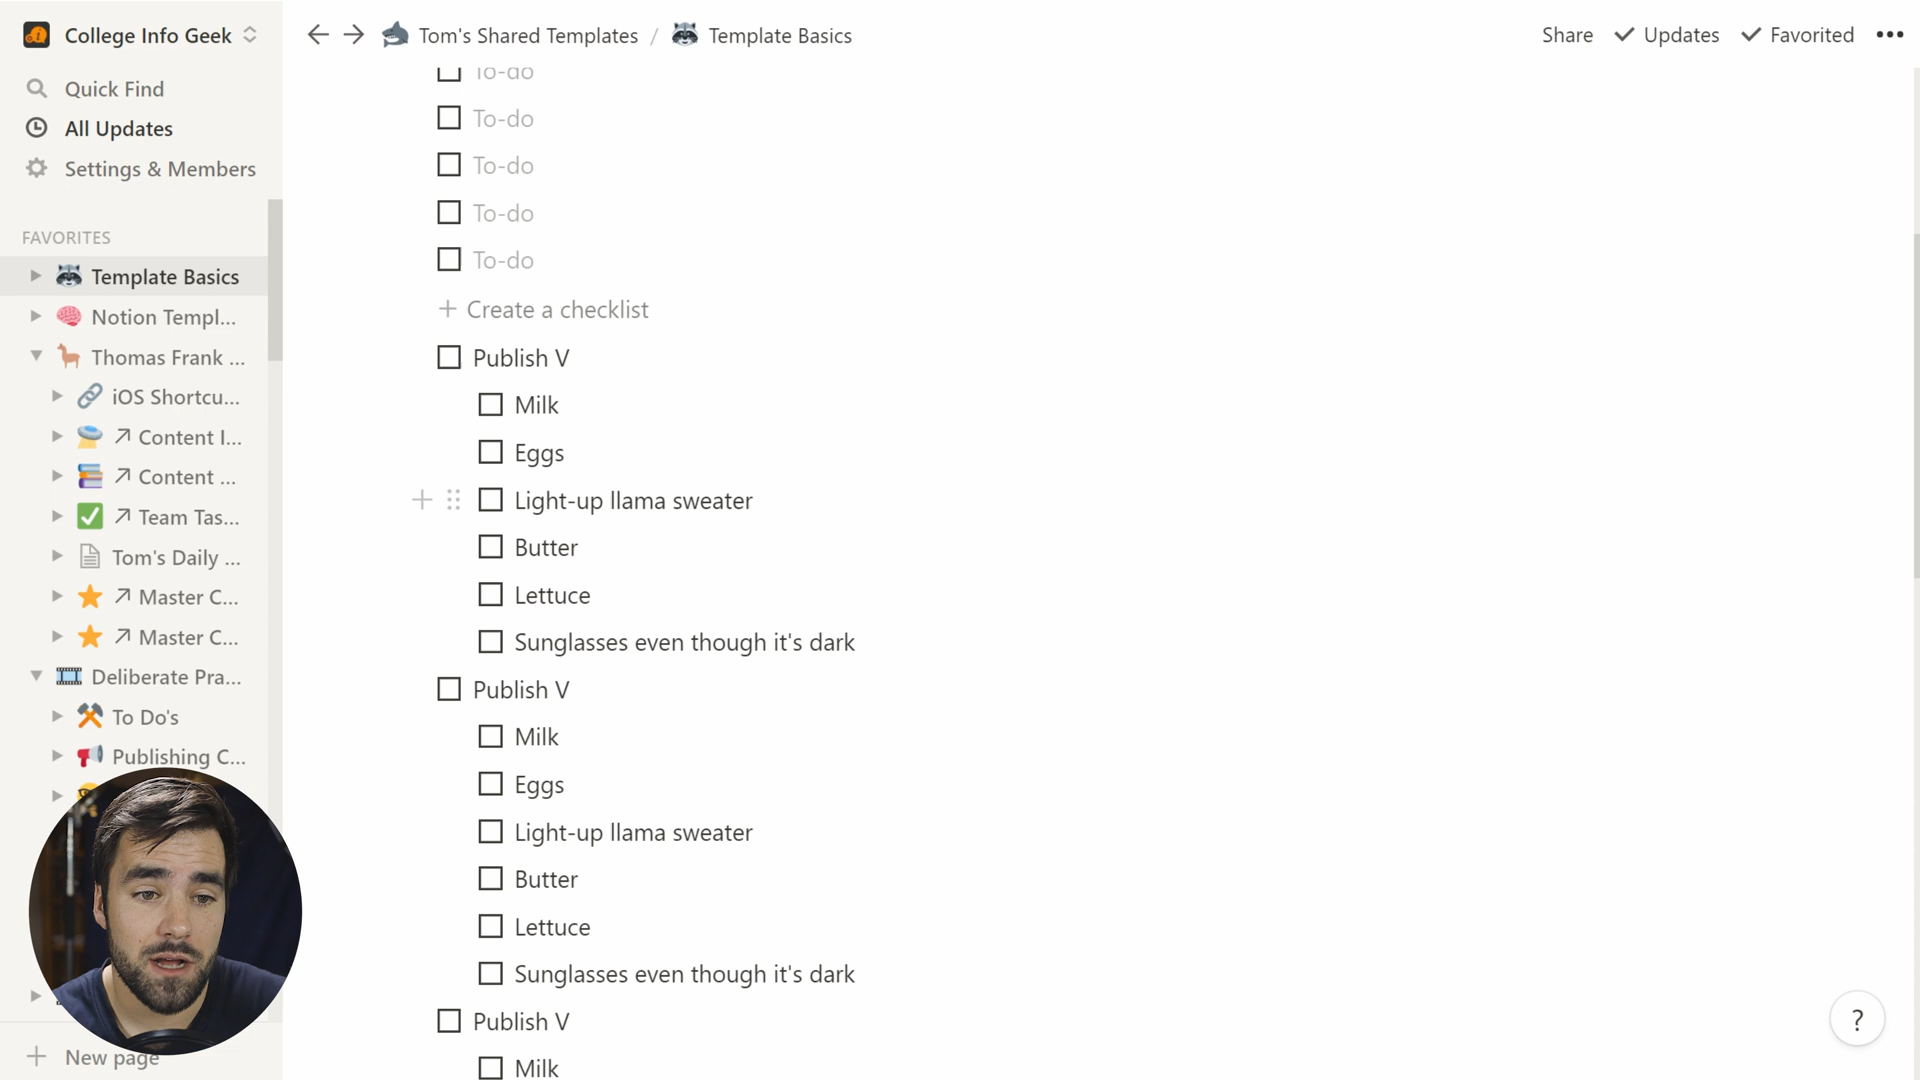 College Info Geek
Quick Find
All Updates
Settings & Members
FAVORITES
Template Basics
Notion Templ...
Thomas Frank ...
iOS Shortcu...
Content I...
Content ...
Team Tas...
Tom's Daily ...
Master C...
Master C...
Deliberate Pra...
To Do's
Publishing C...
New page
Tom's Shared Templates / Template Basics
Share
Updates
Favorited
To-do
To-do
To-do
To-do
To-do
+ Create a checklist
Publish V
Milk
Eggs
Light-up llama sweater
Butter
Lettuce
Sunglasses even though it's dark
Publish V
Milk
Eggs
Light-up llama sweater
Butter
Lettuce
Sunglasses even though it's dark
Publish V
Milk
?